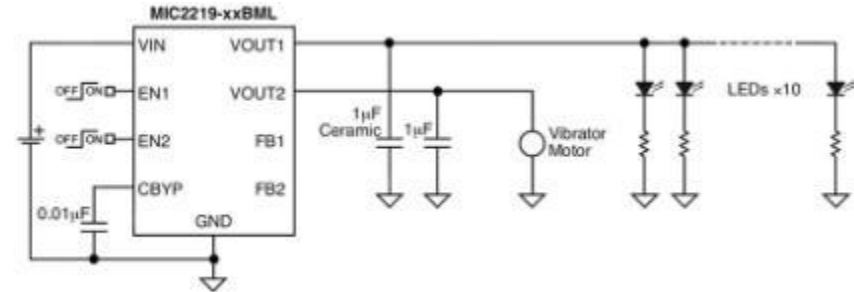 MIC2219-xxBML
VIN
VOUT1
OFF ON
EN1
VOUT2
LEDs ×10
1µF
Ceramic
1µF
+
OFF ON
EN2
FB1
Vibrator
Motor
CBYP
FB2
0.01µF
GND